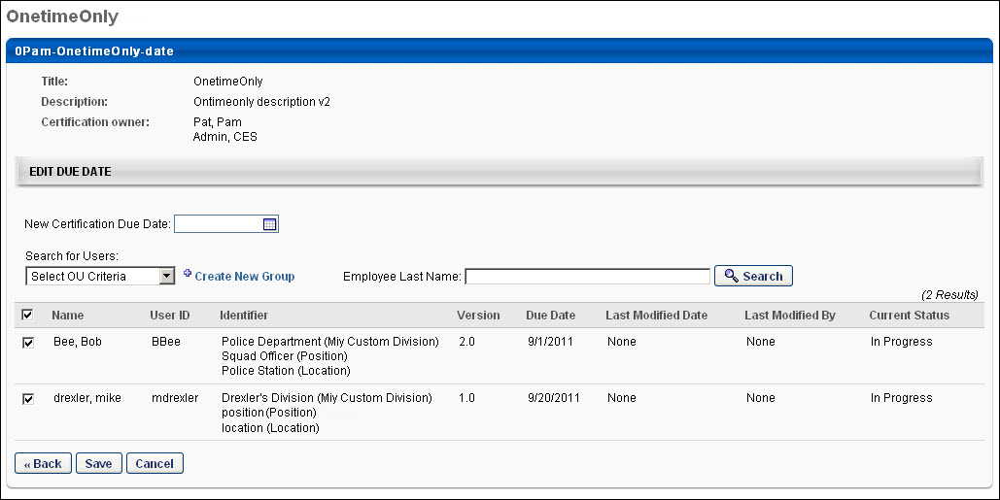 OnetimeOnly
0Pam-OnetimeOnly-date
Title: OnetimeOnly
Description: Ontimeonly description v2
Certification owner: Pat, Pam
Admin, CES
EDIT DUE DATE
New Certification Due Date:
Search for Users:
Select OU Criteria Create New Group Employee Last Name: Search
(2 Results)
Name User ID Identifier Version Due Date Last Modified Date Last Modified By Current Status
Bee, Bob BBee Police Department (Miy Custom Division) 2.0 9/1/2011 None None In Progress
Squad Officer (Position)
Police Station (Location)
drexler, mike mdrexler Drexler's Division (Miy Custom Division) 1.0 9/20/2011 None None In Progress
position (Position)
location (Location)
« Back Save Cancel